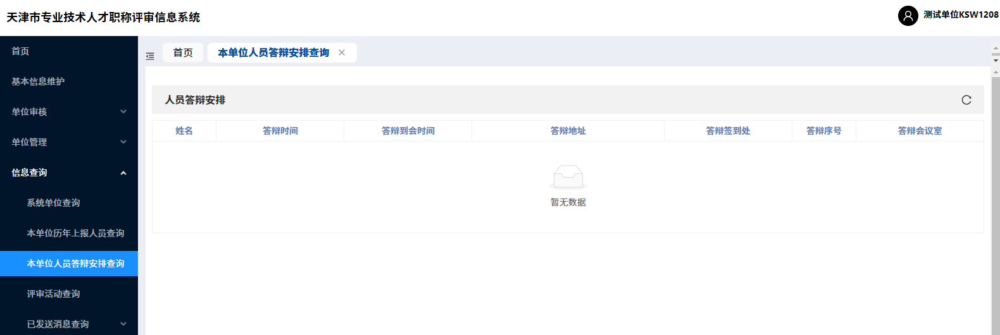 天津市专业技术人才职称评审信息系统
测试单位KSW1208
首页
基本信息维护
单位审核
单位管理
信息查询
系统单位查询
本单位历年上报人员查询
本单位人员答辩安排查询
评审活动查询
已发送消息查询
首页 本单位人员答辩安排查询
人员答辩安排
姓名 答辩时间 答辩到会时间 答辩地址 答辩签到处 答辩序号 答辩会议室
暂无数据